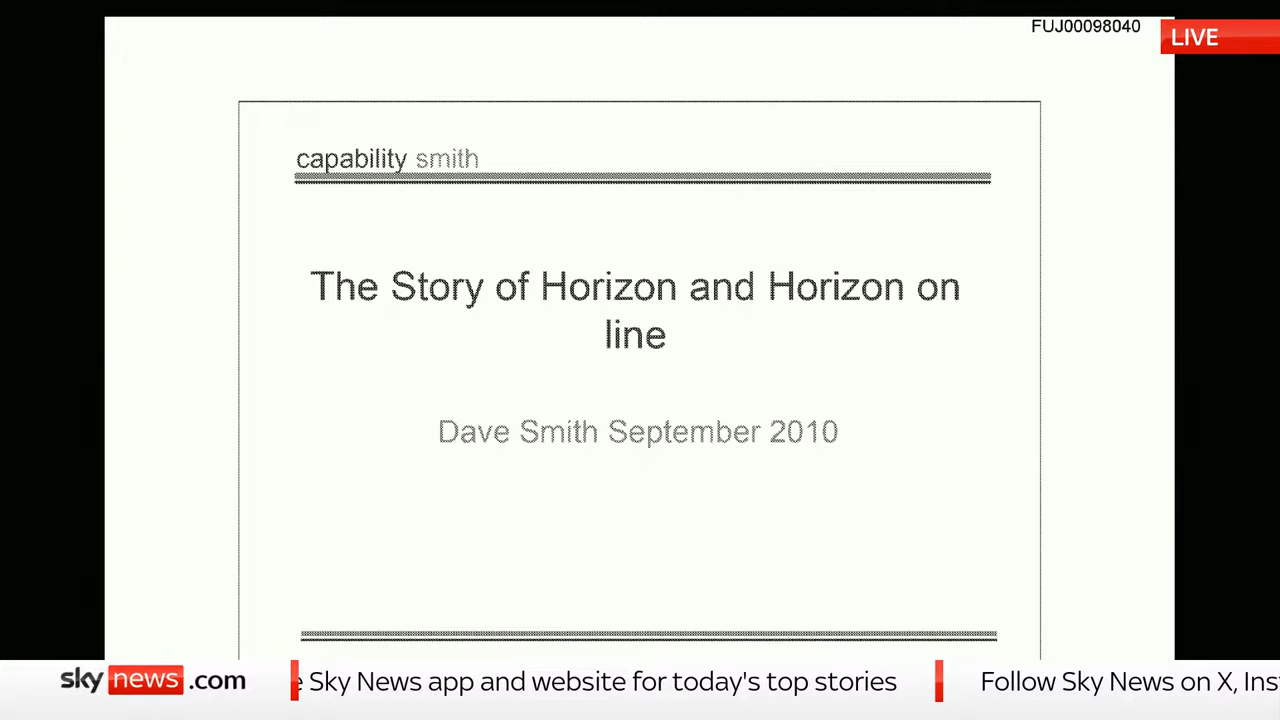 FUJ00098040
LIVE
capability smith
The Story of Horizon and Horizon on
line
Dave Smith September 2010
sky news .com
Sky News app and website for today's top stories
Follow Sky News on X,